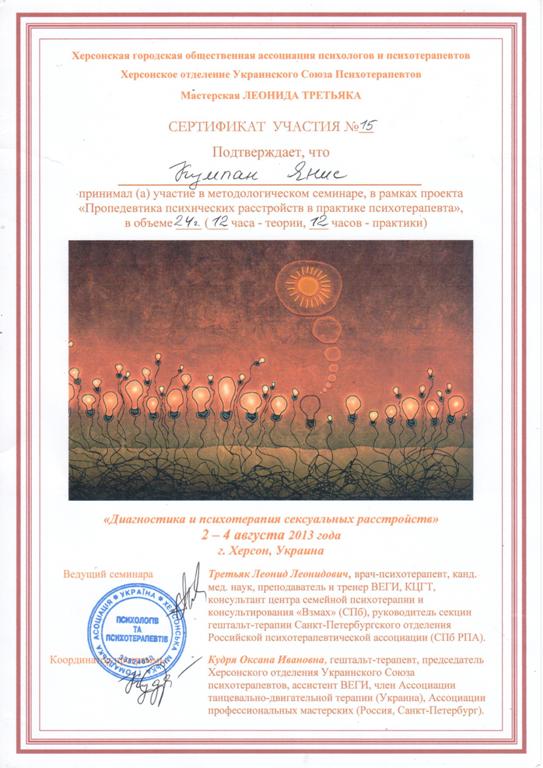 Херсонская городская общественная ассоциация психологов и психотерапевтов
Херсонское отделение Украинского Союза Психотерапевтов
Мастерская ЛЕОНИДА ТРЕТЬЯКА
СЕРТИФИКАТ УЧАСТИЯ №15
Подтверждает, что
Кумпан Янис
принимал (а) участие в методологическом семинаре, в рамках проекта
«Пропедевтика психических расстройств в практике психотерапевта»,
в объеме 24ч. ( 12 часа - теории, 12 часов - практики)
«Диагностика и психотерапия сексуальных расстройств»
2 – 4 августа 2013 года
г. Херсон, Украина
Ведущий семинара
Третьяк Леонид Леонидович, врач-психотерапевт, канд.
мед. наук, преподаватель и тренер ВЕГИ, КЦГТ,
консультант центра семейной психотерапии и
консультирования «Взмах» (СПб), руководитель секции
гештальт-терапии Санкт-Петербургского отделения
Российской психотерапевтической ассоциации (СПб РПА).
УКРАЇНА ХЕРСОНСЬКА МІСЬКА ГРОМАДСЬКА АСОЦІАЦІЯ
ПСИХОЛОГІВ
ТА
ПСИХОТЕРАПЕВТІВ
Кудря Оксана Ивановна, гештальт-терапевт, председатель
Херсонского отделения Украинского Союза
психотерапевтов, ассистент ВЕГИ, член Ассоциации
танцевально-двигательной терапии (Украина), Ассоциации
профессиональных мастерских (Россия, Санкт-Петербург).